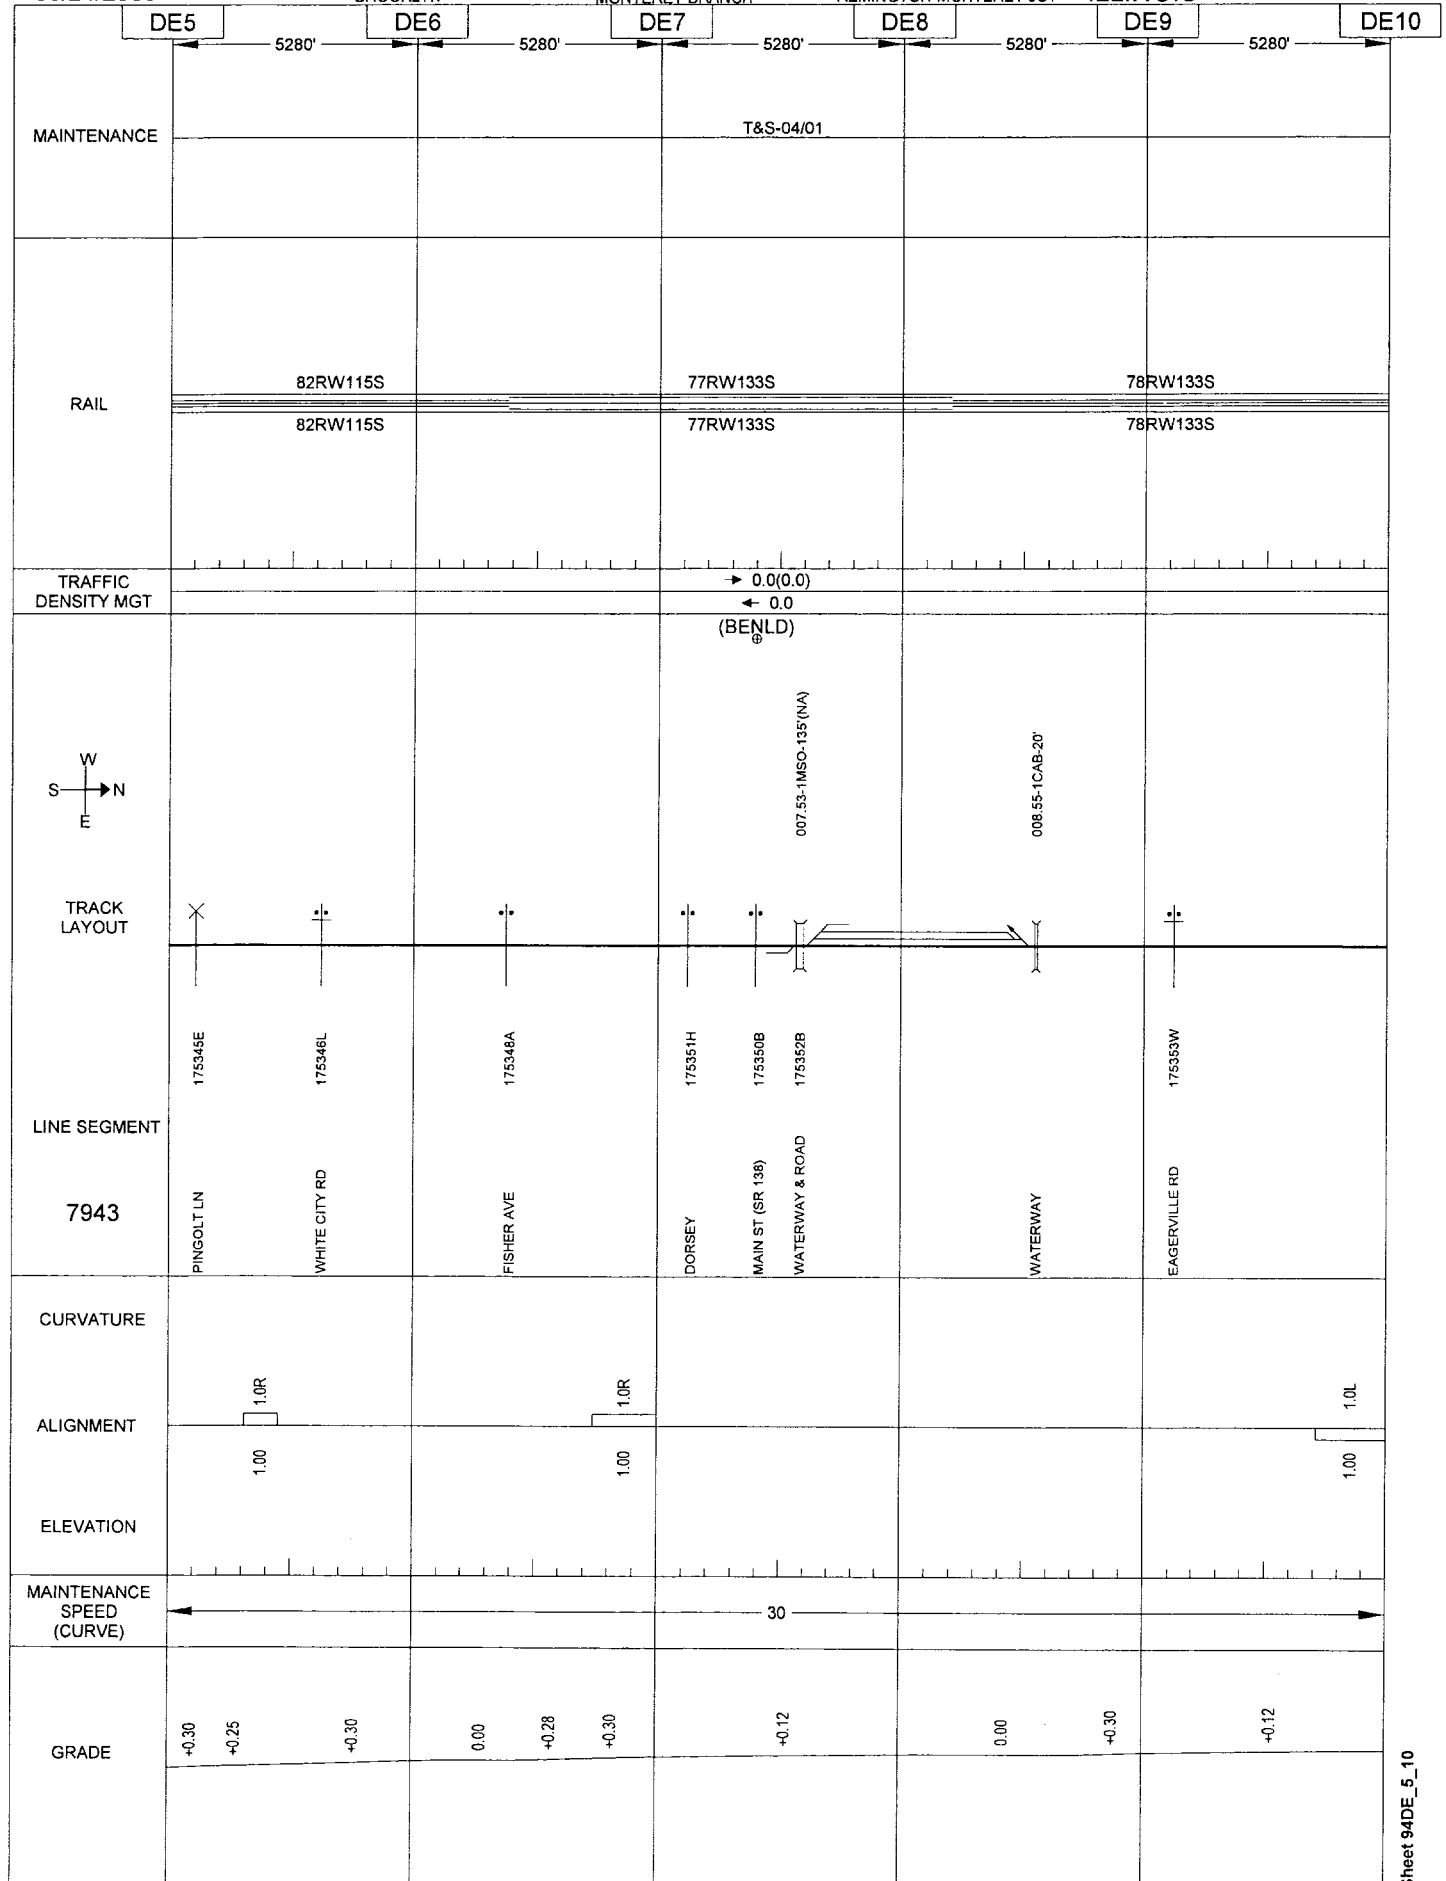 DE5 DE6 DE7 DE8 DE9 DE10
5280' 5280' 5280' 5280' 5280'
MAINTENANCE
T&S-04/01
RAIL
82RW115S 77RW133S 78RW133S
82RW115S 77RW133S 78RW133S
TRAFFIC
DENSITY MGT
→ 0.0(0.0)
← 0.0
(BENLD)
007.53-1MSO-135'(NA)
008.55-1CAB-20'
W
S N
E
TRACK
LAYOUT
175345E
175346L
175348A
175351H
175350B
175352B
175353W
LINE SEGMENT
7943
PINGOLT LN
WHITE CITY RD
FISHER AVE
DORSEY
MAIN ST (SR 138)
WATERWAY & ROAD
WATERWAY
EAGERVILLE RD
CURVATURE
1.0R 1.0R 1.0L
ALIGNMENT
1.00 1.00 1.00
ELEVATION
MAINTENANCE
SPEED
(CURVE)
30
GRADE
+0.30 +0.25 +0.30 0.00 +0.28 +0.30 +0.12 0.00 +0.30 +0.12
94DE_5_10